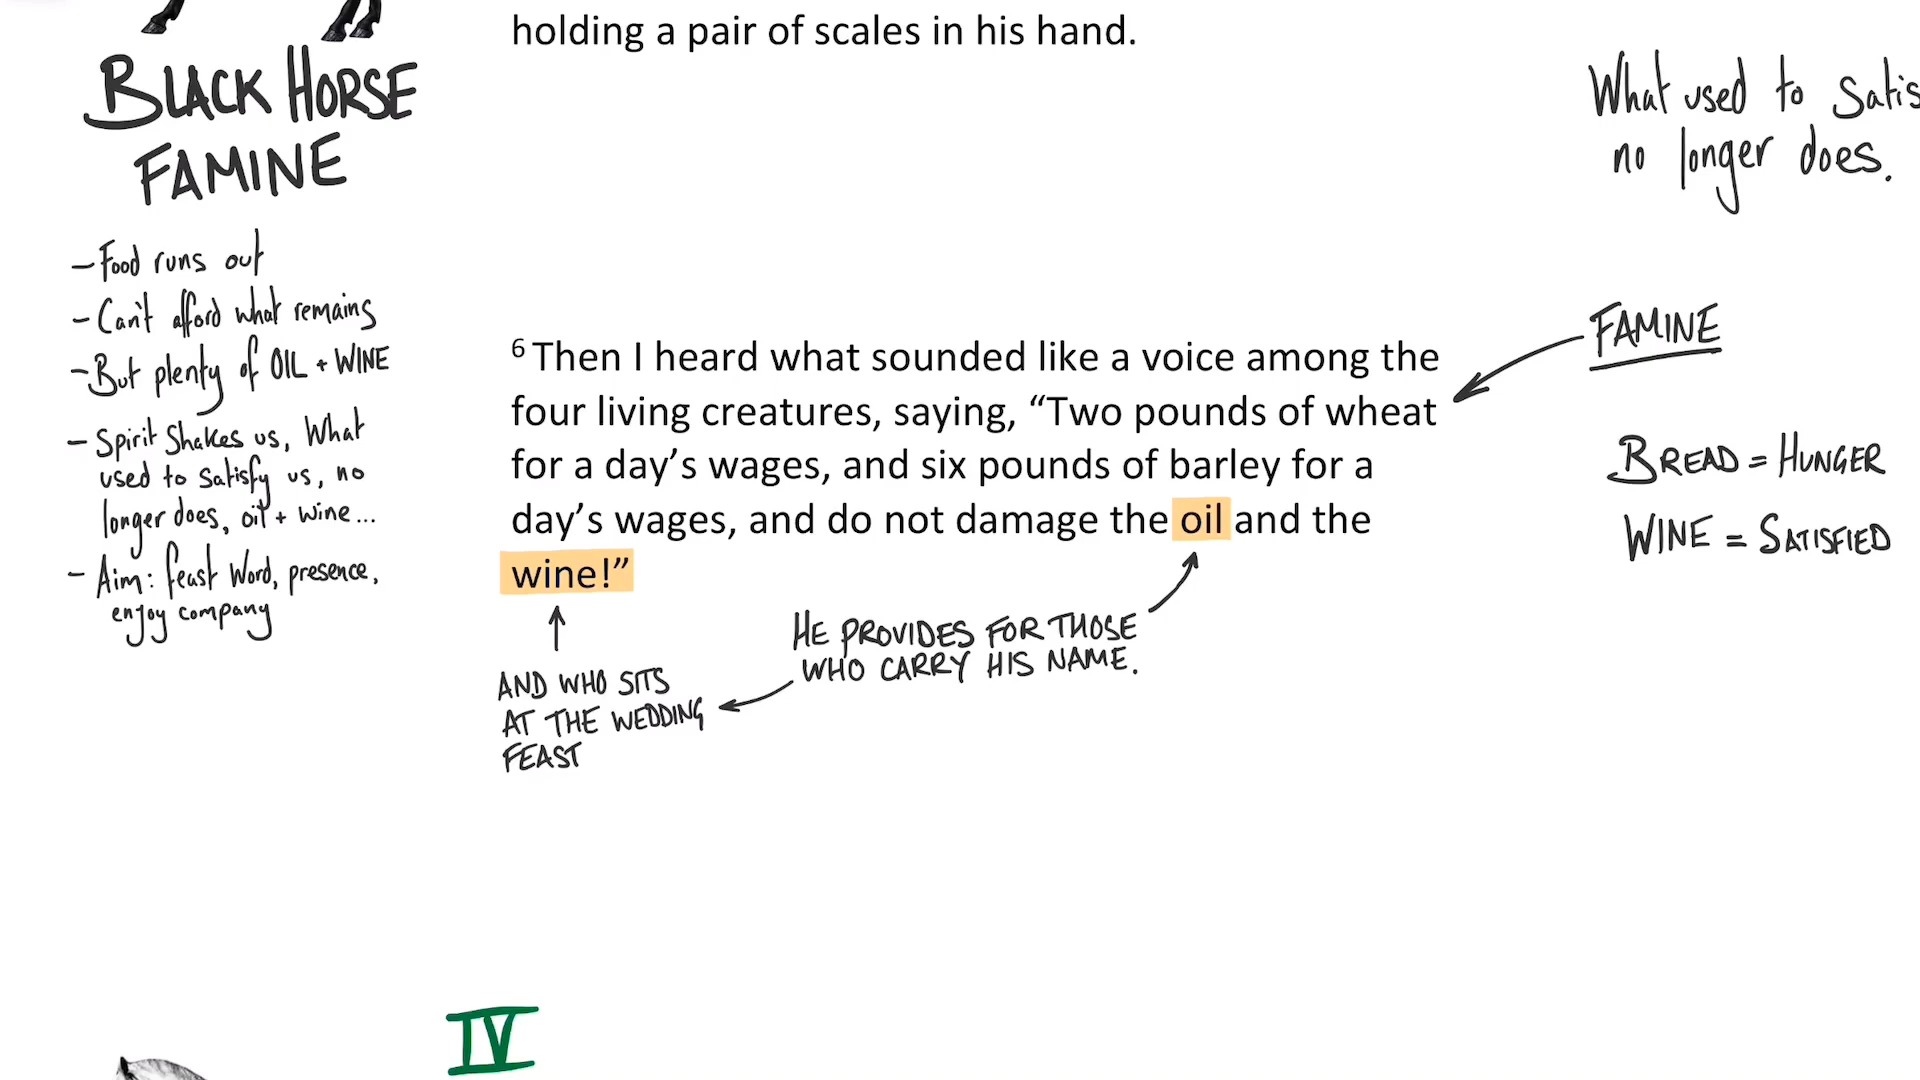 holding a pair of scales in his hand.
BLACK HORSE
FAMINE
– Food runs out
– Can't afford what remains
– But plenty of OIL + WINE
– Spirit Shakes us, What
used to satisfy us, no
longer does, oil + wine...
– Aim: feast Word, presence,
enjoy company
6 Then I heard what sounded like a voice among the
four living creatures, saying, “Two pounds of wheat
for a day’s wages, and six pounds of barley for a
day’s wages, and do not damage the oil and the
wine!”
HE PROVIDES FOR THOSE
WHO CARRY HIS NAME.
AND WHO SITS
AT THE WEDDING
FEAST
What used to satis
no longer does.
FAMINE
BREAD = HUNGER
WINE = SATISFIED
IV